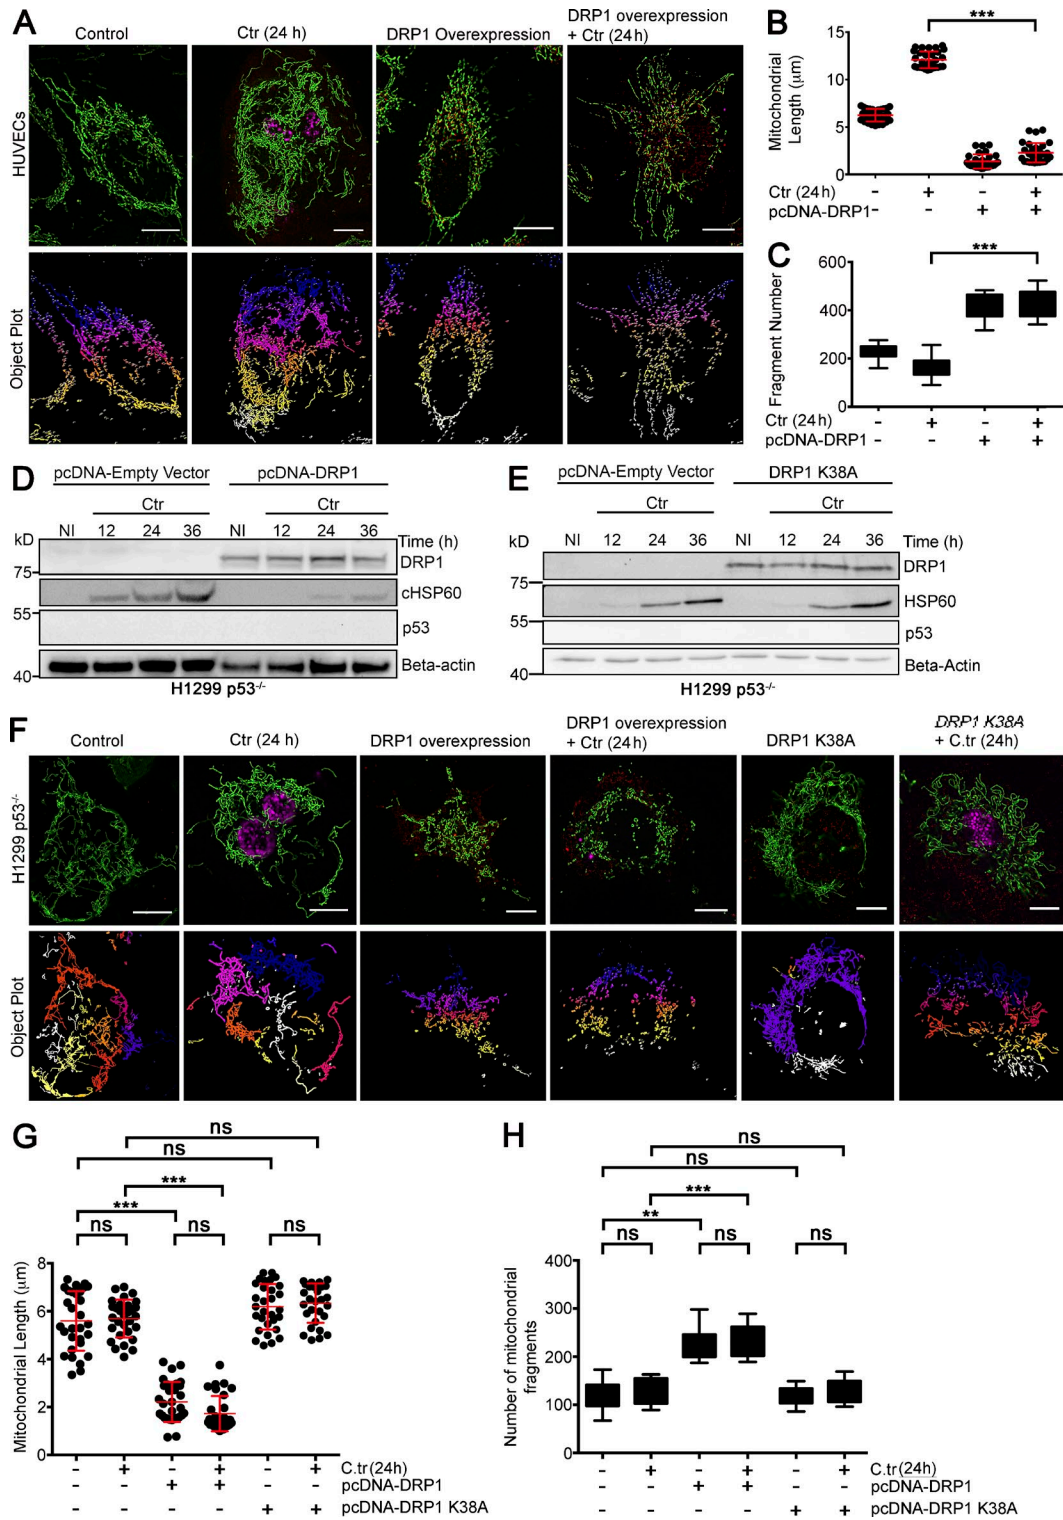 A
Control
Ctr (24 h)
DRP1 Overexpression
DRP1 overexpression
+ Ctr (24h)
HUVECs
Object Plot
B
Mitochondrial
Length (μm)
15
10
5
0
***
Ctr (24h) - + - +
pcDNA-DRP1 - - + +
C
Fragment Number
600
400
200
0
***
Ctr (24h) - + - +
pcDNA-DRP1 - - + +
D
pcDNA-Empty Vector
pcDNA-DRP1
Ctr
Ctr
NI 12 24 36 NI 12 24 36 Time (h)
kD
75
55
40
DRP1
cHSP60
p53
Beta-actin
H1299 p53-/-
E
pcDNA-Empty Vector
DRP1 K38A
Ctr
Ctr
NI 12 24 36 NI 12 24 36 Time (h)
kD
75
55
40
DRP1
HSP60
p53
Beta-Actin
H1299 p53-/-
F
Control
Ctr (24 h)
DRP1 overexpression
DRP1 overexpression
+ Ctr (24h)
DRP1 K38A
DRP1 K38A
+ C.tr (24h)
H1299 p53-/-
Object Plot
G
ns
ns
***
***
ns ns ns
Mitochondrial Length (μm)
8
6
4
2
0
- + - + - + C.tr (24h)
- - + + - - pcDNA-DRP1
- - - - + + pcDNA-DRP1 K38A
H
ns
ns
***
**
ns ns ns
Number of mitochondrial
fragments
400
300
200
100
0
- + - + - + C.tr (24h)
- - + + - - pcDNA-DRP1
- - - - + + pcDNA-DRP1 K38A